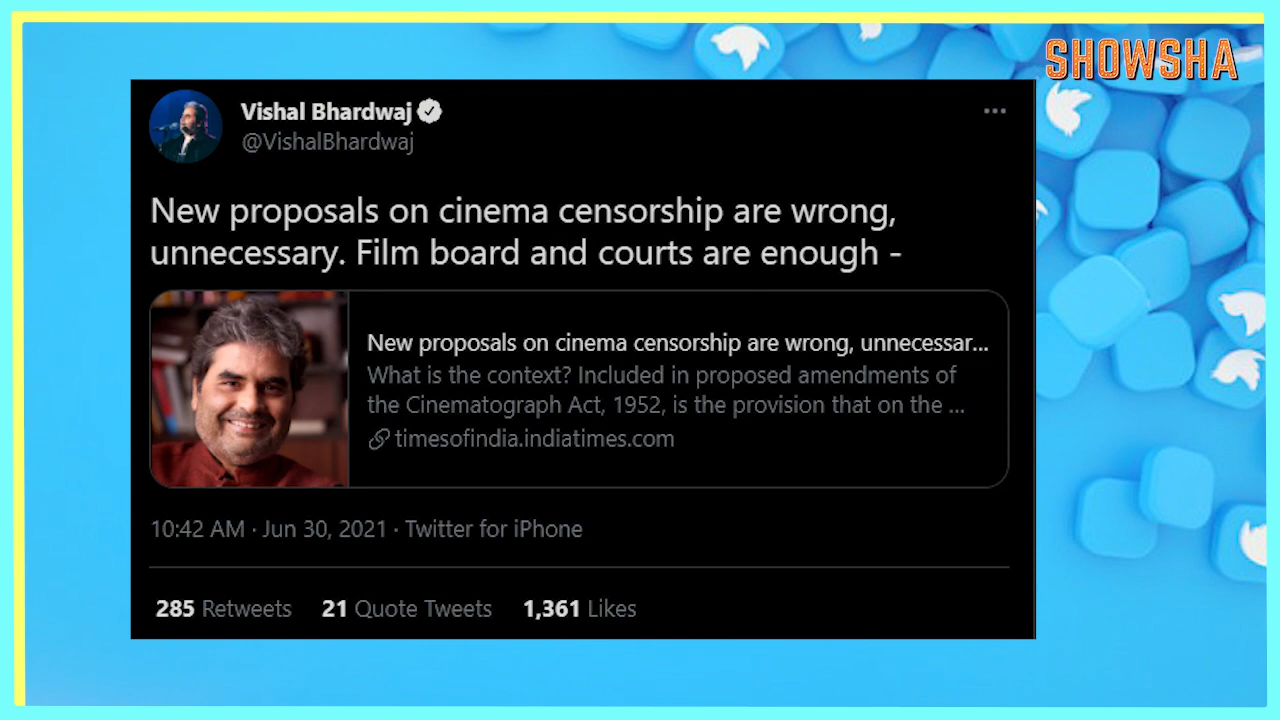 SHOWSHA
Vishal Bhardwaj
@VishalBhardwaj
New proposals on cinema censorship are wrong,
unnecessary. Film board and courts are enough -
New proposals on cinema censorship are wrong, unnecessar...
What is the context? Included in proposed amendments of
the Cinematograph Act, 1952, is the provision that on the ...
timesofindia.indiatimes.com
10:42 AM · Jun 30, 2021 · Twitter for iPhone
285 Retweets 21 Quote Tweets 1,361 Likes